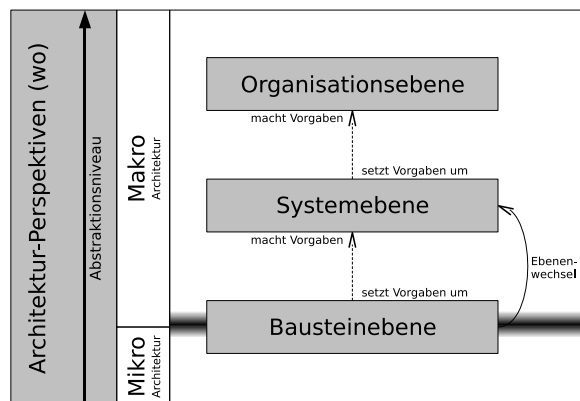 Architektur-Perspektiven (wo)
Abstraktionsniveau
Makro
Architektur
Mikro
Architektur
Organisationsebene
macht Vorgaben
setzt Vorgaben um
Systemebene
macht Vorgaben
setzt Vorgaben um
Bausteinebene
Ebenen-
wechsel